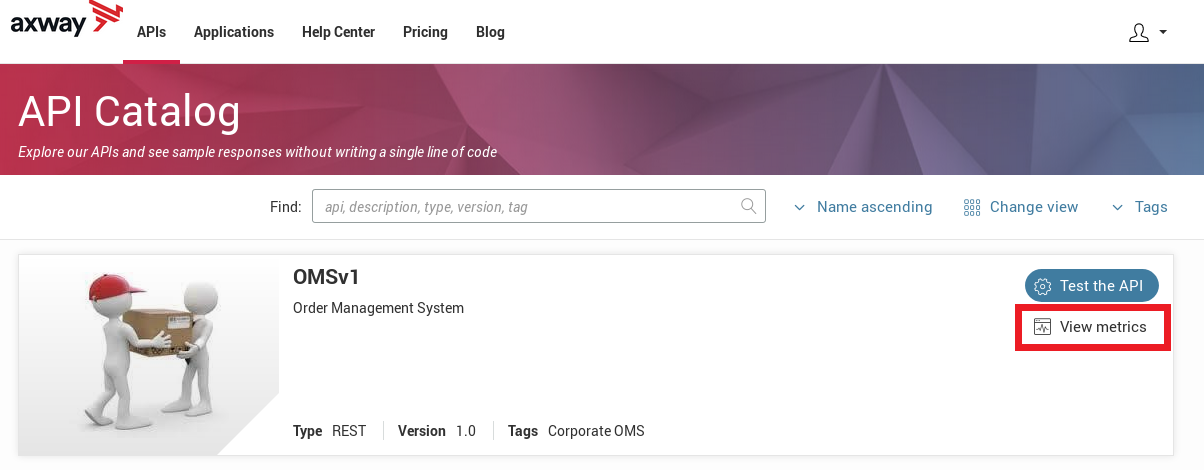 axway
APIs Applications Help Center Pricing Blog
API Catalog
Explore our APIs and see sample responses without writing a single line of code
Find: api, description, type, version, tag Name ascending Change view Tags
OMSv1
Test the API
Order Management System
View metrics
Type REST Version 1.0 Tags Corporate OMS